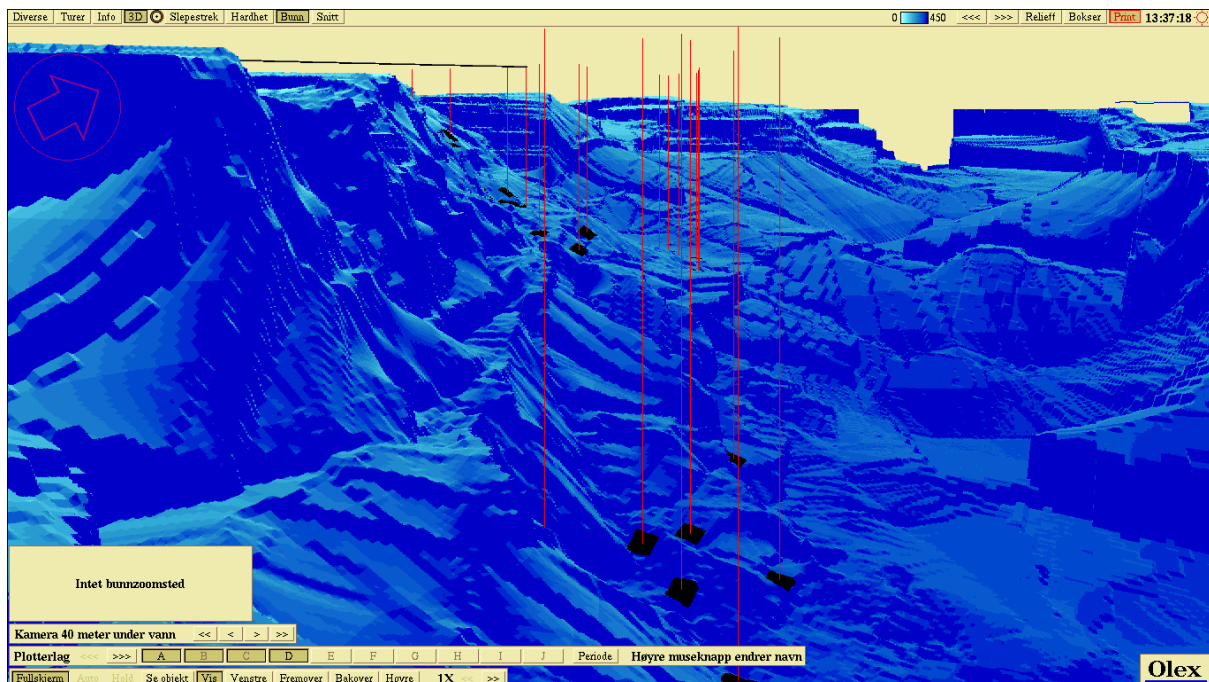 Diverse Turer Info 3D Slepestrek Hardhet Bunn Snitt 0 450 <<< >>> Relieff Bokser Print 13:37:18
Intet bunnzoomsted
Kamera 40 meter under vann << < > >>
Plotterlag <<< >>> A B C D E F G H I J Periode Høyre museknapp endrer navn
Olex
Fullskjerm Auto Hold Se objekt Vis Venstre Fremover Bakover Høyre 1X << >>